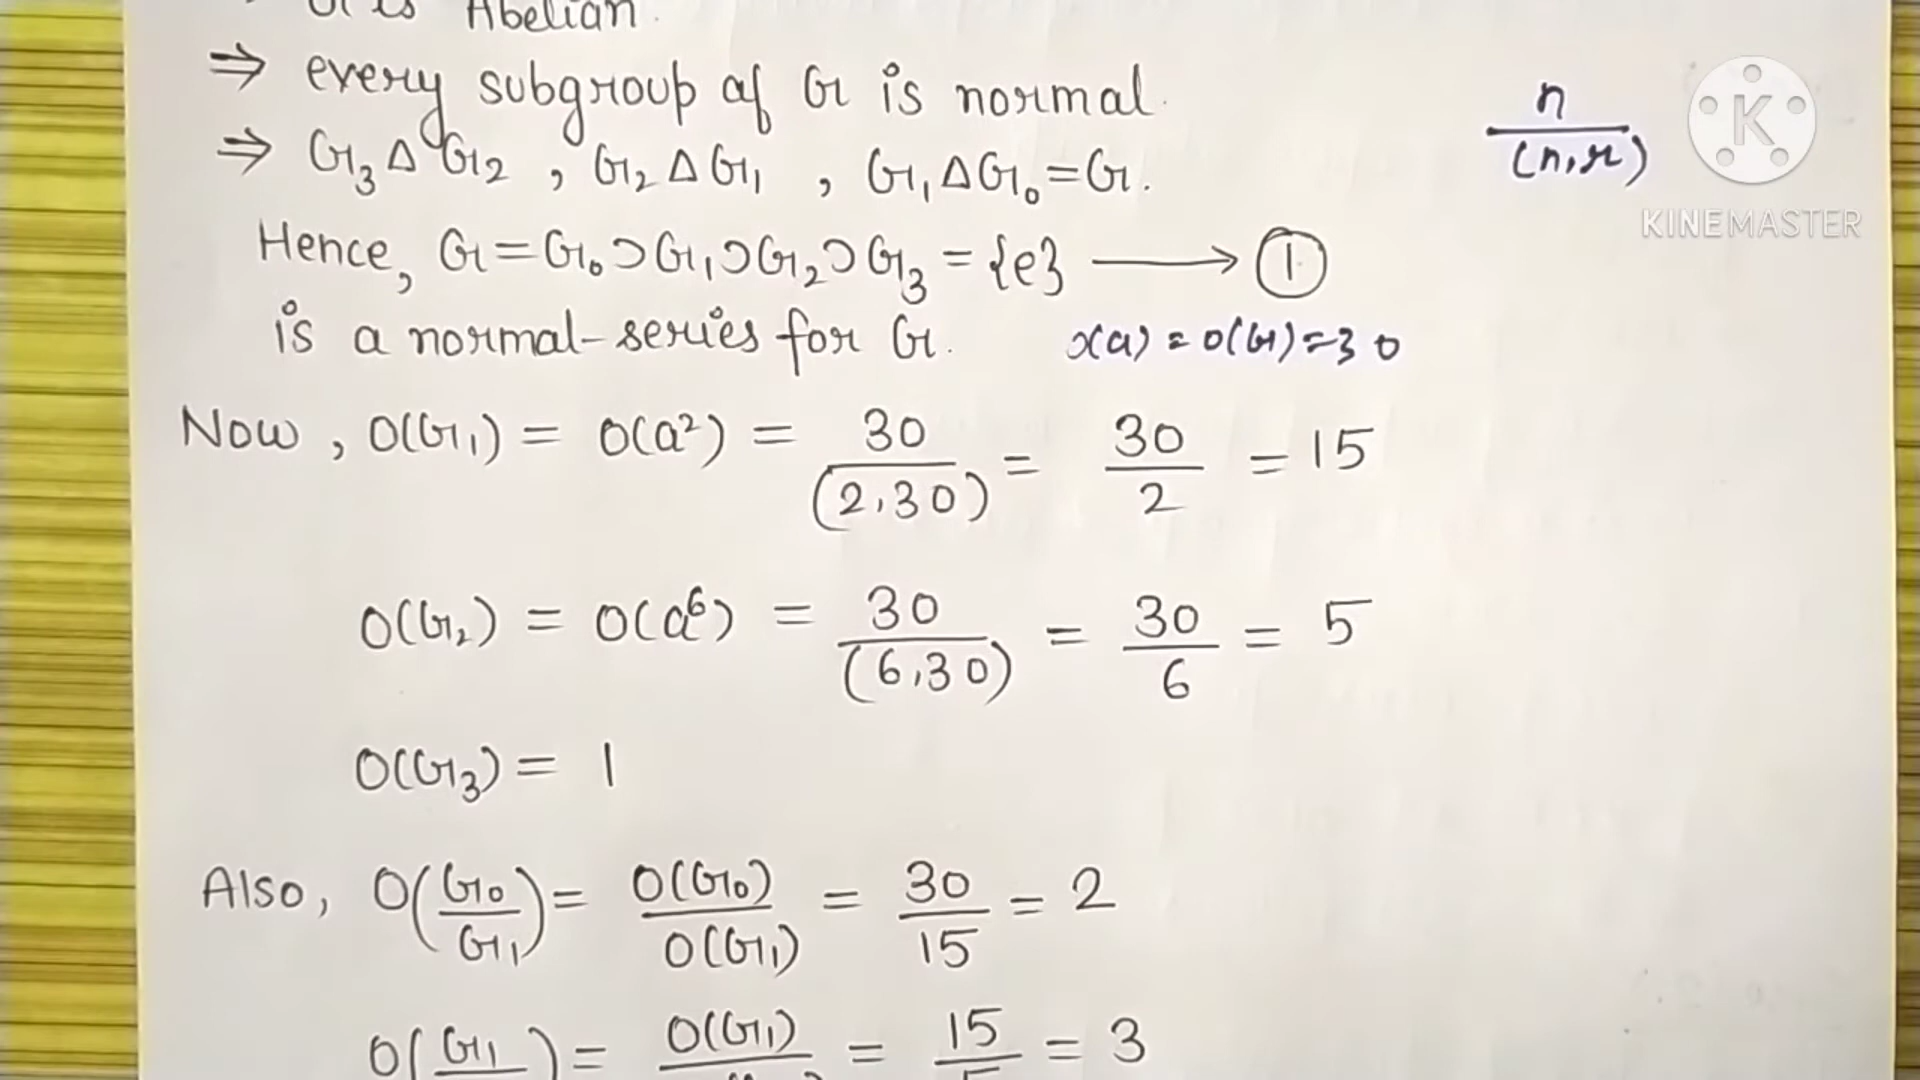 G is Abelian.
⇒ every subgroup of G is normal.
⇒ G₃ Δ G₂ , G₂ Δ G₁ , G₁ Δ G₀ = G.
n/(n,r)
KINEMASTER
Hence, G = G₀ ⊃ G₁ ⊃ G₂ ⊃ G₃ = {e} ⟶ ①
is a normal-series for G. o(a) = o(G) = 30
Now, O(G₁) = O(a²) = 30/(2,30) = 30/2 = 15
O(G₂) = O(a⁶) = 30/(6,30) = 30/6 = 5
O(G₃) = 1
Also, O(G₀/G₁) = O(G₀)/O(G₁) = 30/15 = 2
O(G₁/ ) = O(G₁)/ = 15/5 = 3